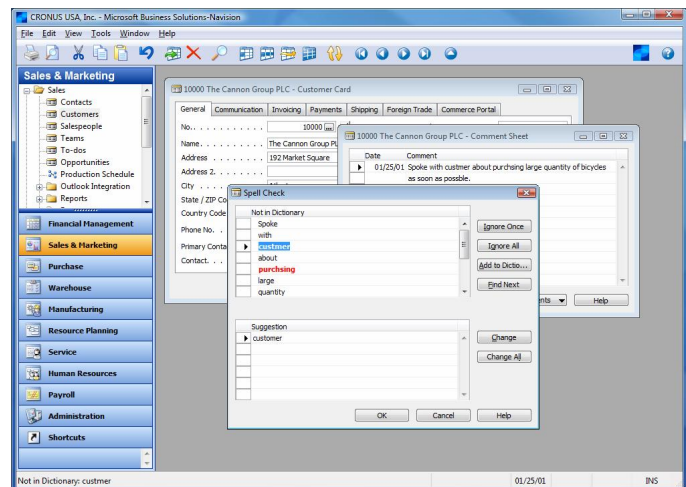 CRONUS USA, Inc. - Microsoft Business Solutions-Navision
File Edit View Tools Window Help
Sales & Marketing
Sales
Contacts
Customers
Salespeople
Teams
To-dos
Opportunities
Production Schedule
Outlook Integration
Reports
Financial Management
Sales & Marketing
Purchase
Warehouse
Manufacturing
Resource Planning
Service
Human Resources
Payroll
Administration
Shortcuts
10000 The Cannon Group PLC - Customer Card
General Communication Invoicing Payments Shipping Foreign Trade Commerce Portal
No. . . . . . . . . . . . 10000
Name. . . . . . . . . . The Cannon Group PL
Address . . . . . . . . 192 Market Square
Address 2. . . . . . .
City . . . . .
State / ZIP Co
Country Code
Phone No. .
Primary Conta
Contact. . .
10000 The Cannon Group PLC - Comment Sheet
Date Comment
01/25/01 Spoke with custmer about purchsing large quantity of bicycles
as soon as possble.
Help
Spell Check
Not in Dictionary
Spoke
with
custmer
about
purchsing
large
quantity
Ignore Once
Ignore All
Add to Dictio...
Find Next
Suggestion
customer
Change
Change All
OK Cancel Help
Not in Dictionary: custmer 01/25/01 INS